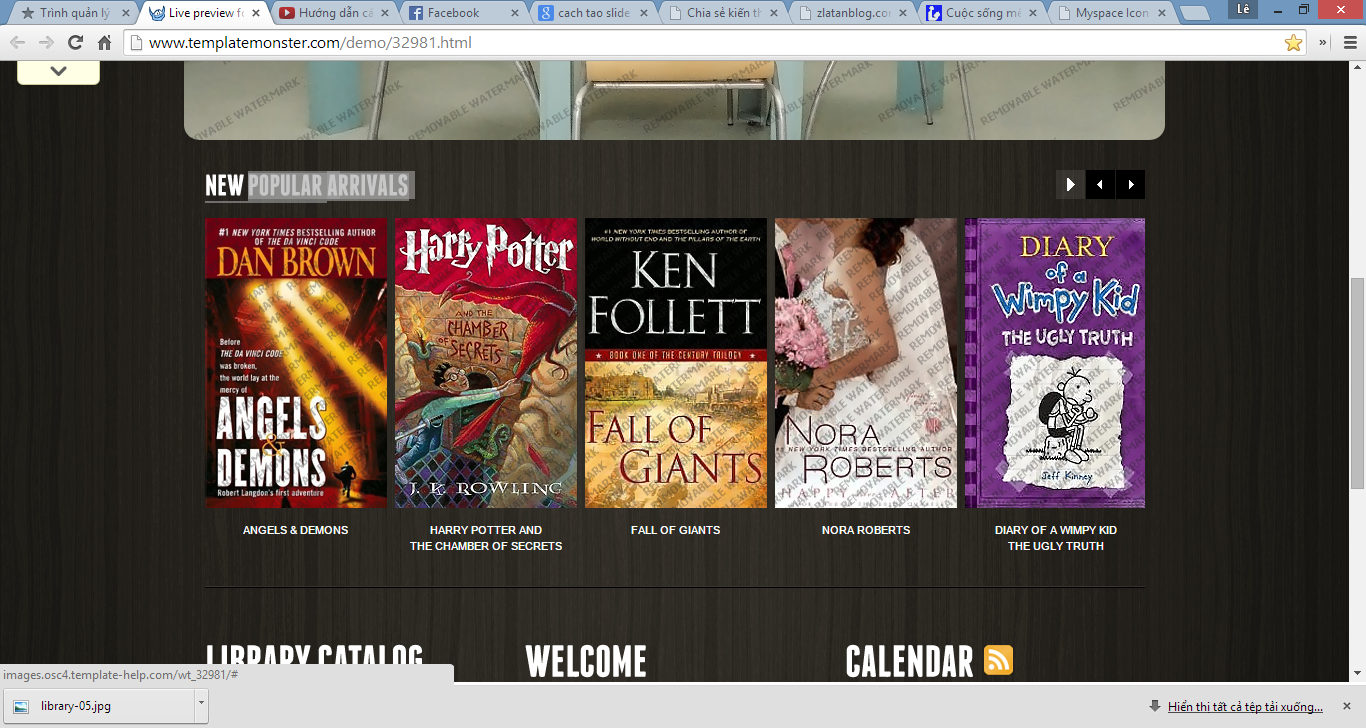 Trình quản lý
Live preview fo
Hướng dẫn cá
Facebook
cach tao slide
Chia sẻ kiến th
zlatanblog.co
Cuộc sống mê
Myspace Icon
Lê
www.templatemonster.com/demo/32981.html
REMOVABLE WATERMARK
NEW POPULAR ARRIVALS
#1 NEW YORK TIMES BESTSELLING AUTHOR
OF THE DA VINCI CODE
DAN BROWN
Before
THE DA VINCI CODE
was broken,
the world lay at the
mercy of
ANGELS
&
DEMONS
Robert Langdon's first adventure
Harry Potter
AND THE
CHAMBER
OF SECRETS
J. K. ROWLING
#1 NEW YORK TIMES BESTSELLING AUTHOR OF
WORLD WITHOUT END AND THE PILLARS OF THE EARTH
KEN
FOLLETT
★ BOOK ONE OF THE CENTURY TRILOGY ★
FALL OF
GIANTS
NORA
#1 NEW YORK TIMES BESTSELLING AUTHOR
ROBERTS
HAPPY EVER AFTER
DIARY
of a
Wimpy Kid
THE UGLY TRUTH
Jeff Kinney
ANGELS & DEMONS
HARRY POTTER AND
THE CHAMBER OF SECRETS
FALL OF GIANTS
NORA ROBERTS
DIARY OF A WIMPY KID
THE UGLY TRUTH
LIBRARY CATALOG
WELCOME
CALENDAR
images.osc4.template-help.com/wt_32981/#
library-05.jpg
Hiển thị tất cả tệp tải xuống...